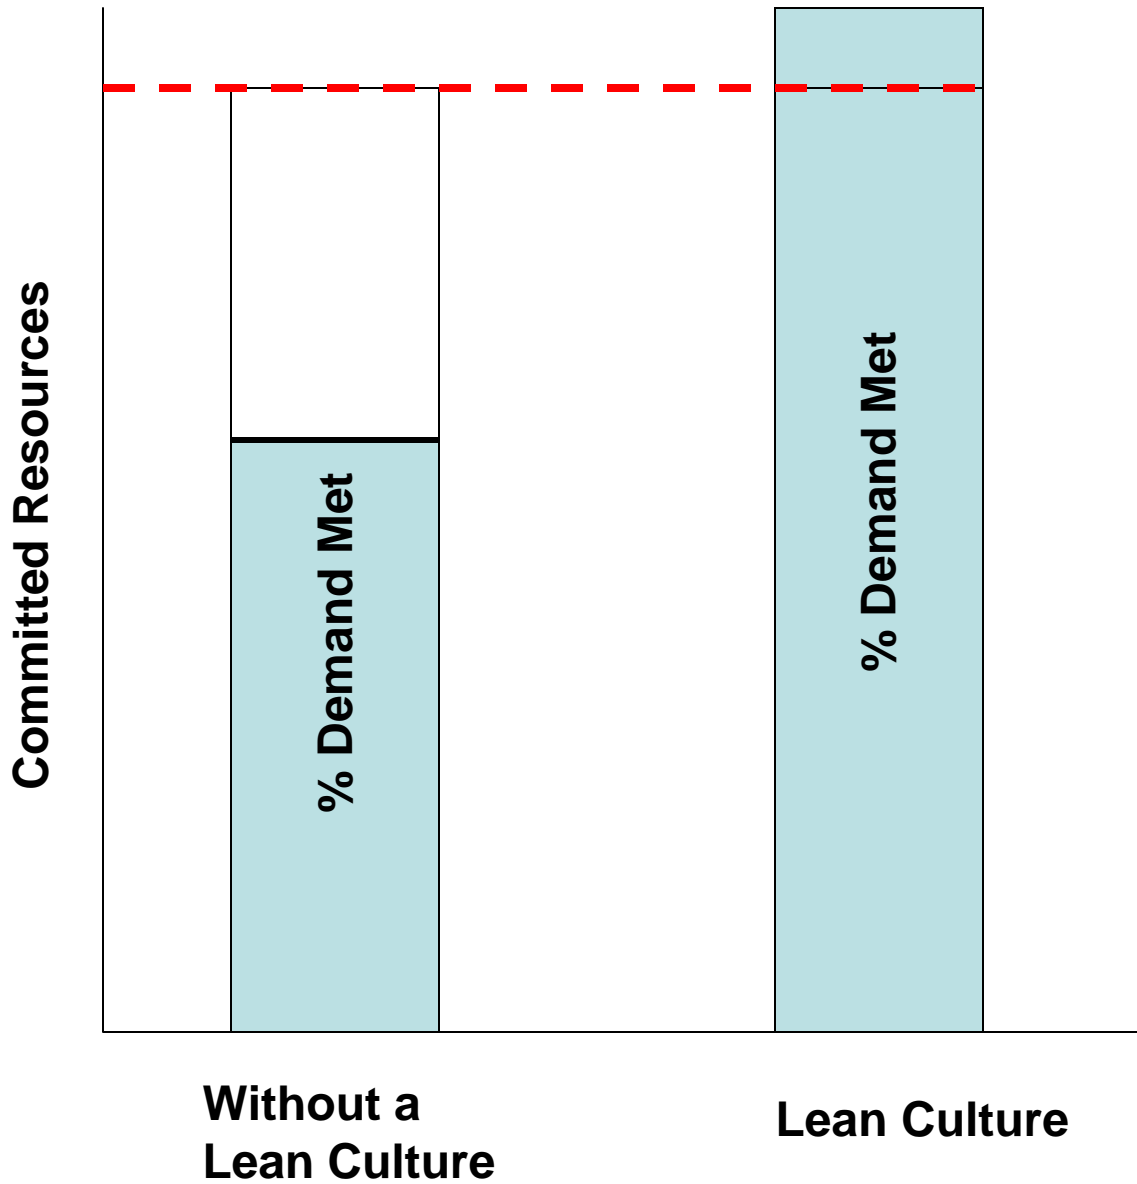 Committed Resources
% Demand Met
% Demand Met
Without a
Lean Culture
Lean Culture